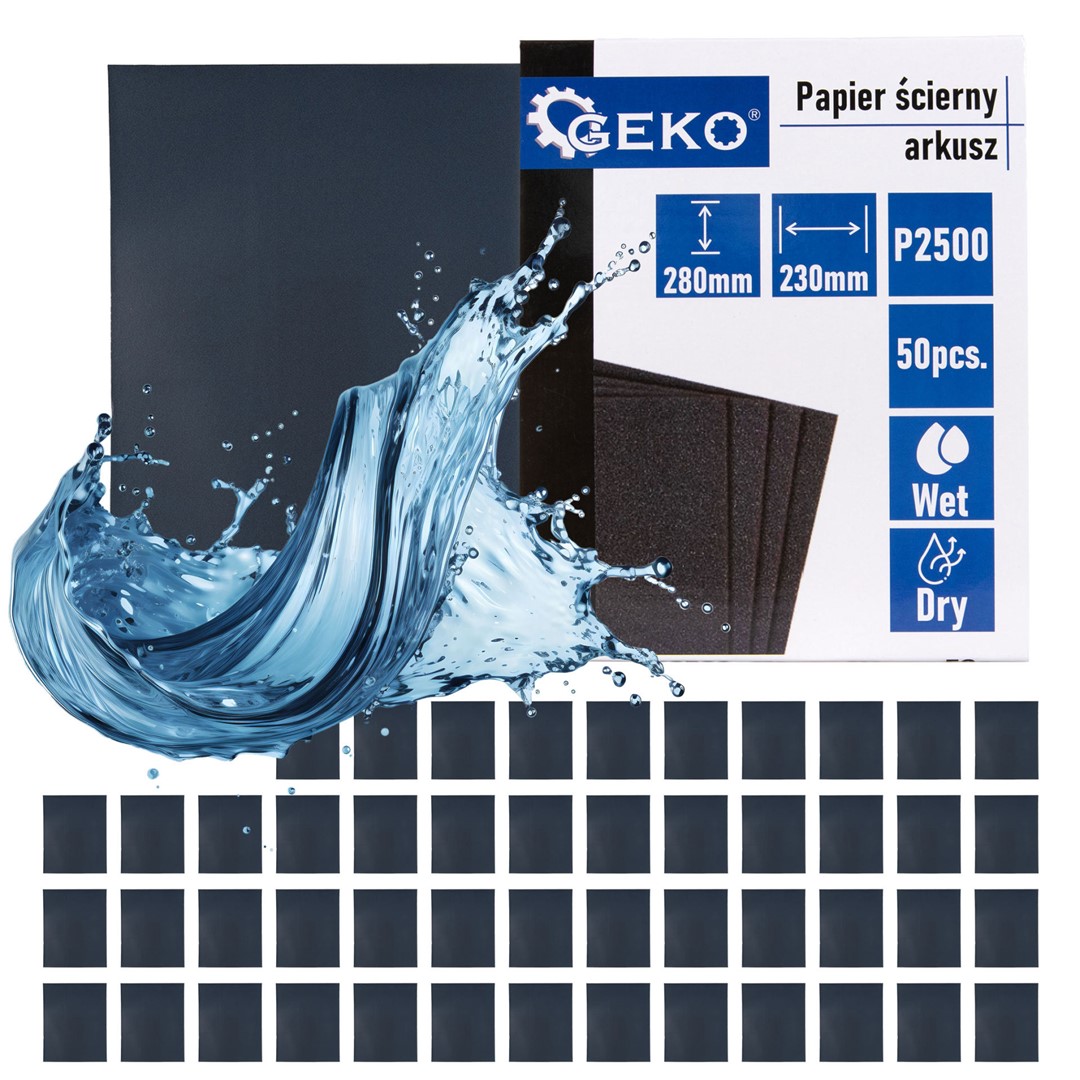 GEKO®
Papier ścierny
arkusz
280mm
230mm
P2500
50pcs.
Wet
Dry